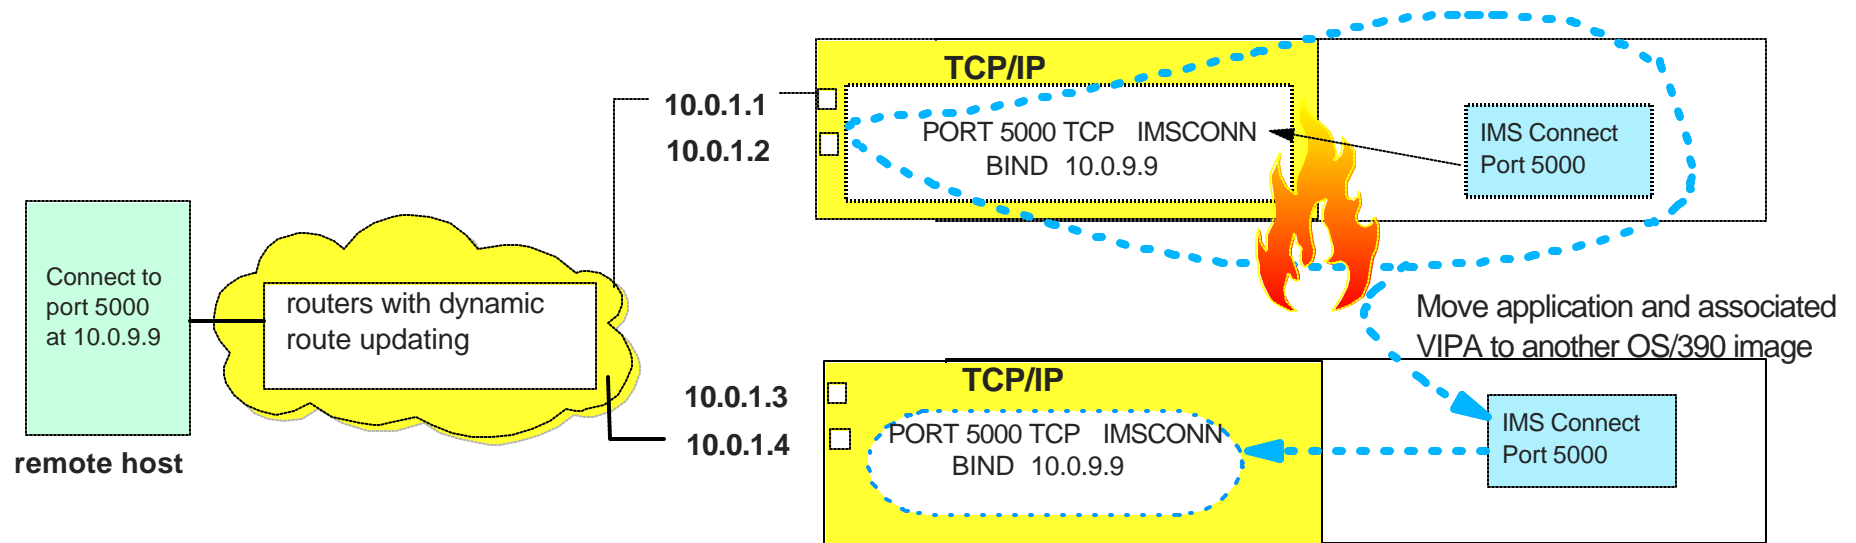 TCP/IP
10.0.1.1
10.0.1.2
PORT 5000 TCP IMSCONN
BIND 10.0.9.9
IMS Connect
Port 5000
Connect to
port 5000
at 10.0.9.9
remote host
routers with dynamic
route updating
Move application and associated
VIPA to another OS/390 image
TCP/IP
10.0.1.3
10.0.1.4
PORT 5000 TCP IMSCONN
BIND 10.0.9.9
IMS Connect
Port 5000